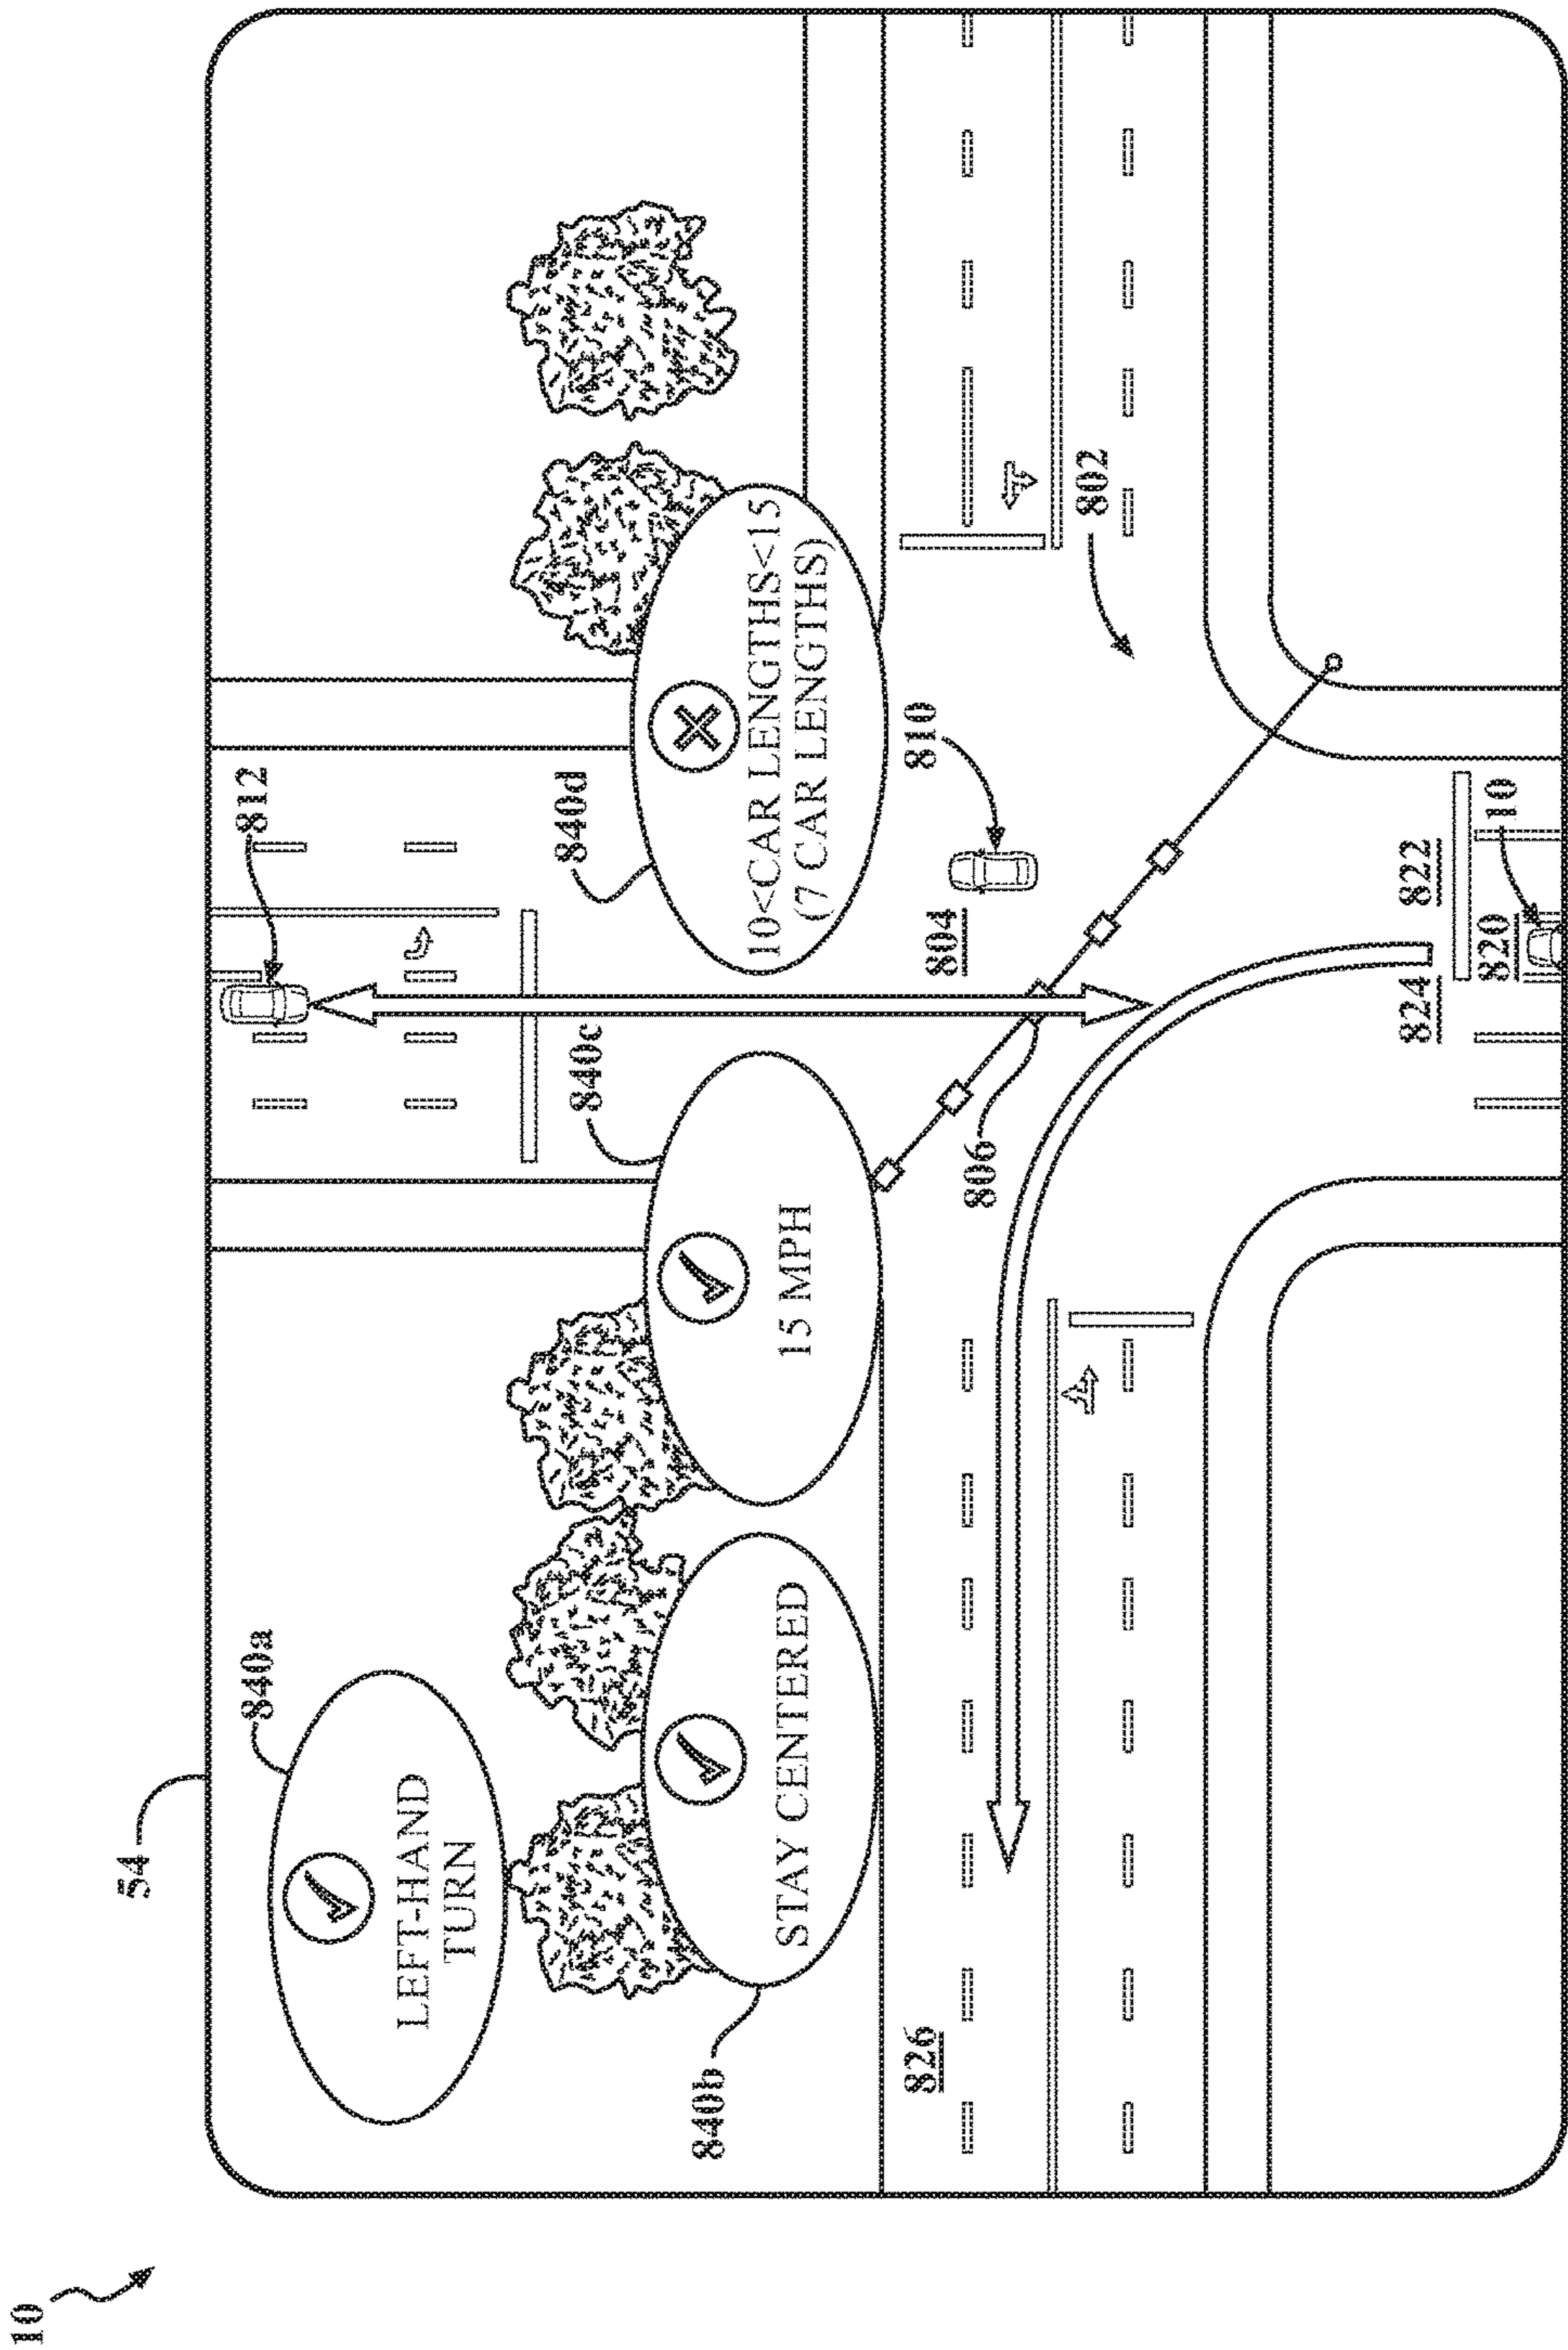 10
54
840a
812
LEFT-HAND
TURN
840c
840d
840b
STAY CENTERED
15 MPH
10<CAR LENGTHS<15
(7 CAR LENGTHS)
826
810
804
806
802
824
822
820
10